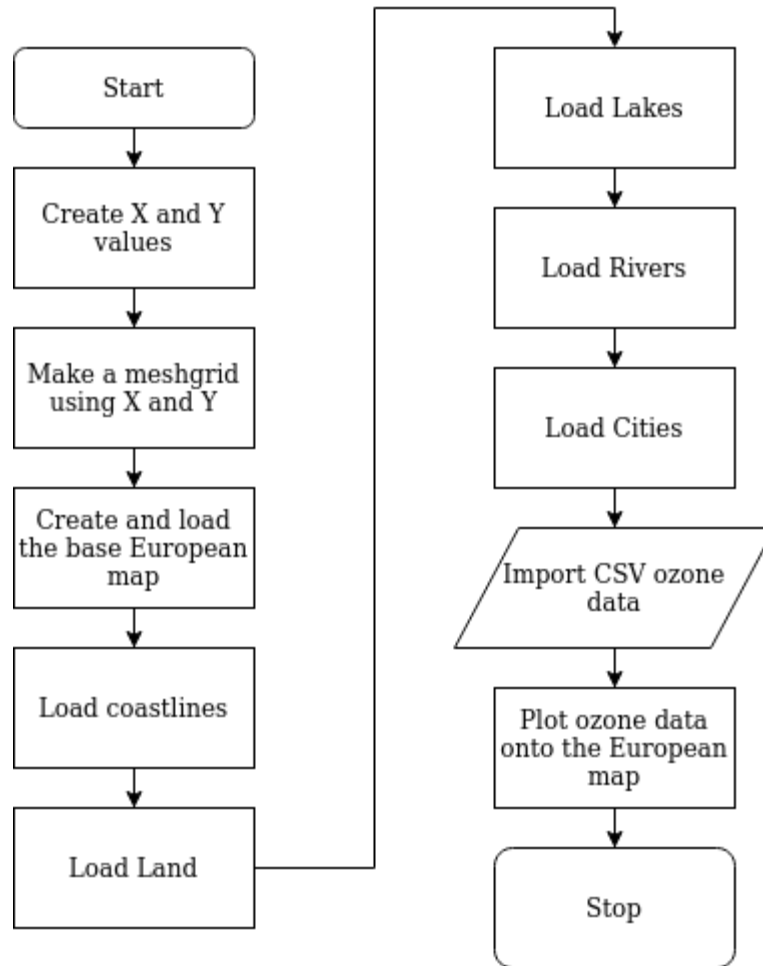 Start
Create X and Y
values
Make a meshgrid
using X and Y
Create and load
the base European
map
Load coastlines
Load Land
Load Lakes
Load Rivers
Load Cities
Import CSV ozone
data
Plot ozone data
onto the European
map
Stop